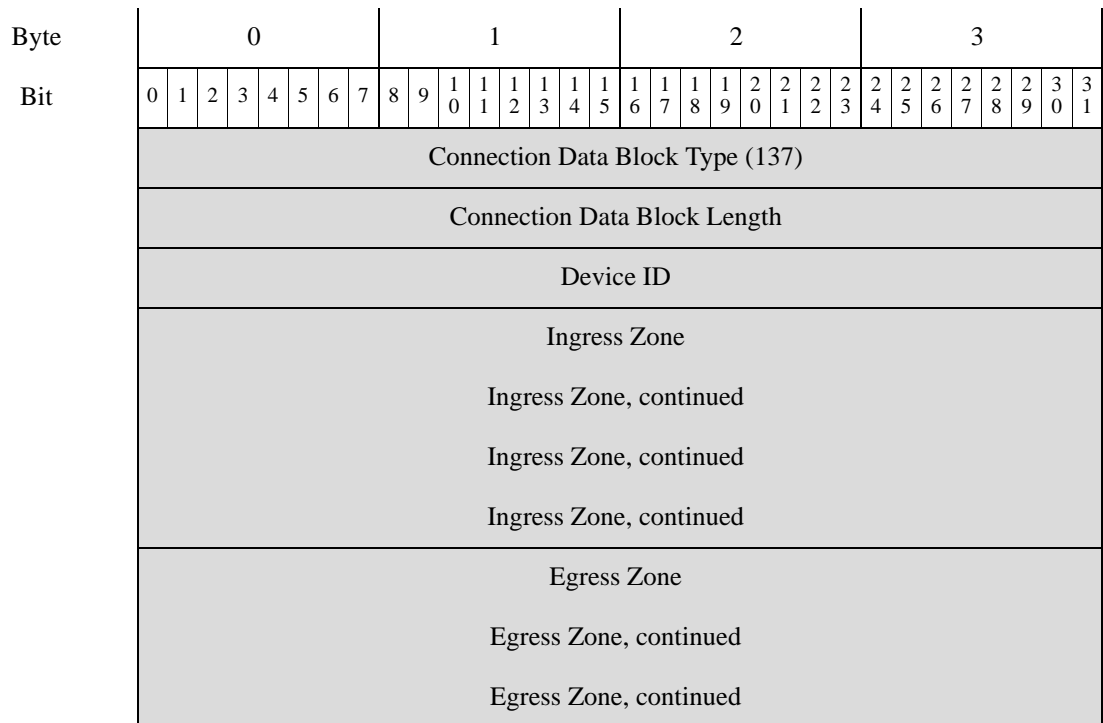 Byte 0 1 2 3
Bit 0 1 2 3 4 5 6 7 8 9 10 11 12 13 14 15 16 17 18 19 20 21 22 23 24 25 26 27 28 29 30 31
Connection Data Block Type (137)
Connection Data Block Length
Device ID
Ingress Zone
Ingress Zone, continued
Ingress Zone, continued
Ingress Zone, continued
Egress Zone
Egress Zone, continued
Egress Zone, continued